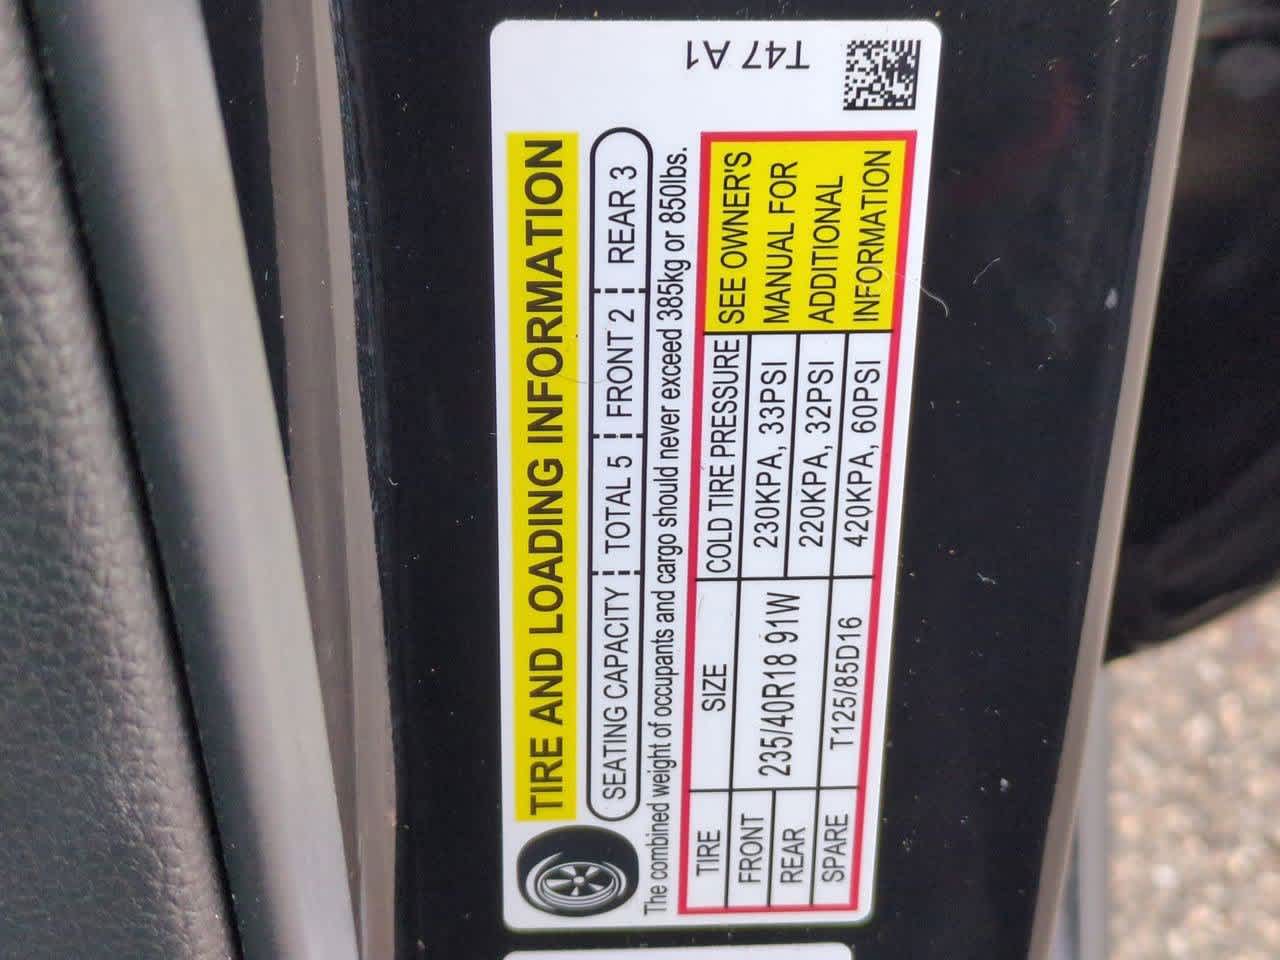 T47 A1
TIRE AND LOADING INFORMATION
SEATING CAPACITY TOTAL 5 FRONT 2 REAR 3
The combined weight of occupants and cargo should never exceed 385kg or 850lbs.
TIRE SIZE COLD TIRE PRESSURE
FRONT 235/40R18 91W 230KPA, 33PSI
REAR 220KPA, 32PSI
SPARE T125/85D16 420KPA, 60PSI
SEE OWNER'S
MANUAL FOR
ADDITIONAL
INFORMATION